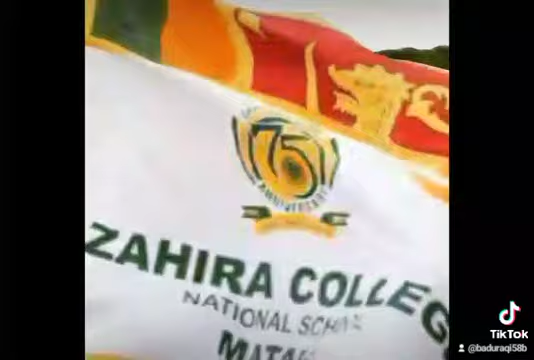 75
ANNIVERSARY
ZAHIRA COLLEG
NATIONAL SCH
MATA
TikTok
@baduraqi58b